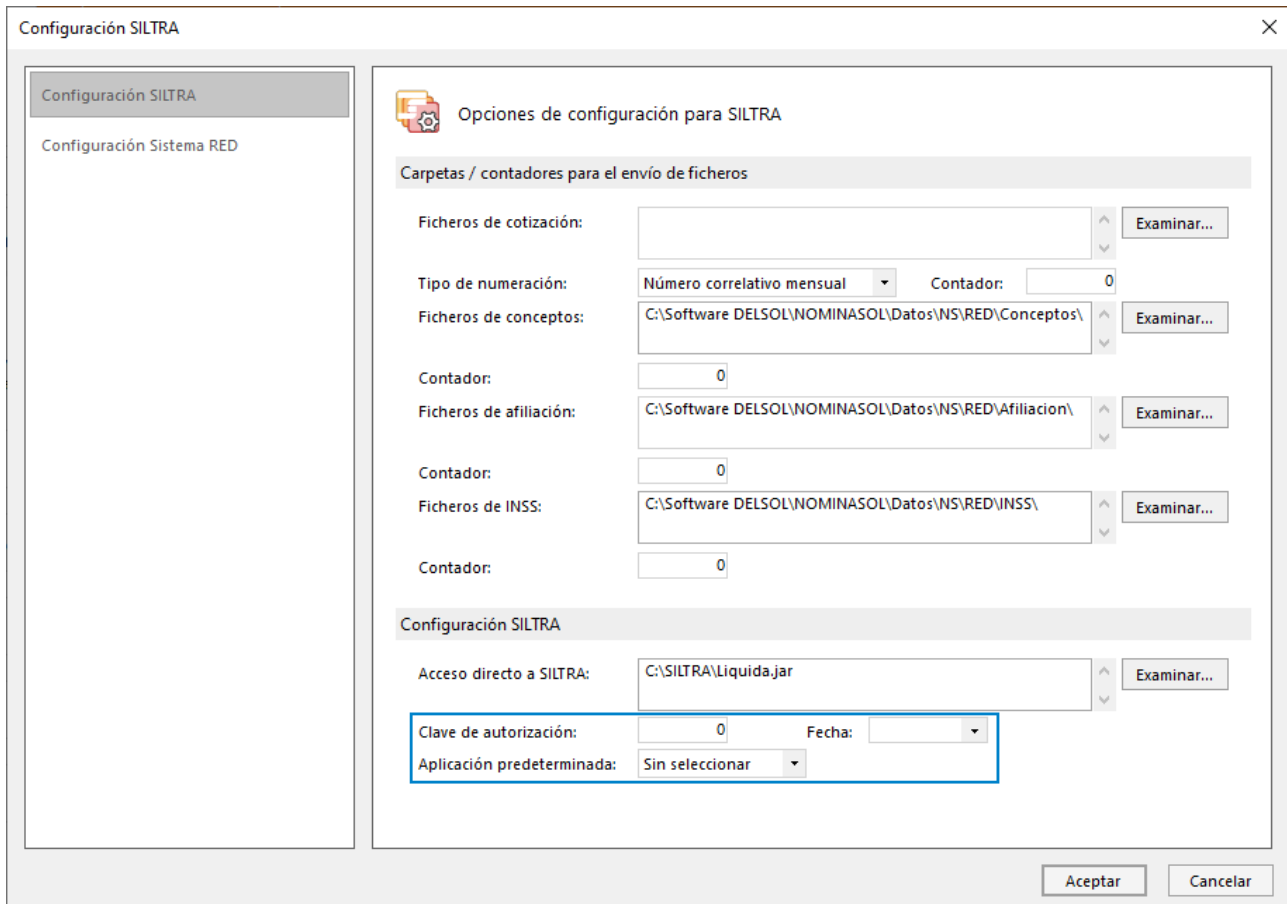 Configuración SILTRA
Configuración SILTRA
Configuración Sistema RED
Opciones de configuración para SILTRA
Carpetas / contadores para el envío de ficheros
Ficheros de cotización: Examinar...
Tipo de numeración: Número correlativo mensual Contador: 0
Ficheros de conceptos: C:\Software DELSOL\NOMINASOL\Datos\NS\RED\Conceptos\ Examinar...
Contador: 0
Ficheros de afiliación: C:\Software DELSOL\NOMINASOL\Datos\NS\RED\Afiliacion\ Examinar...
Contador: 0
Ficheros de INSS: C:\Software DELSOL\NOMINASOL\Datos\NS\RED\INSS\ Examinar...
Contador: 0
Configuración SILTRA
Acceso directo a SILTRA: C:\SILTRA\Liquida.jar Examinar...
Clave de autorización: 0 Fecha:
Aplicación predeterminada: Sin seleccionar
Aceptar Cancelar